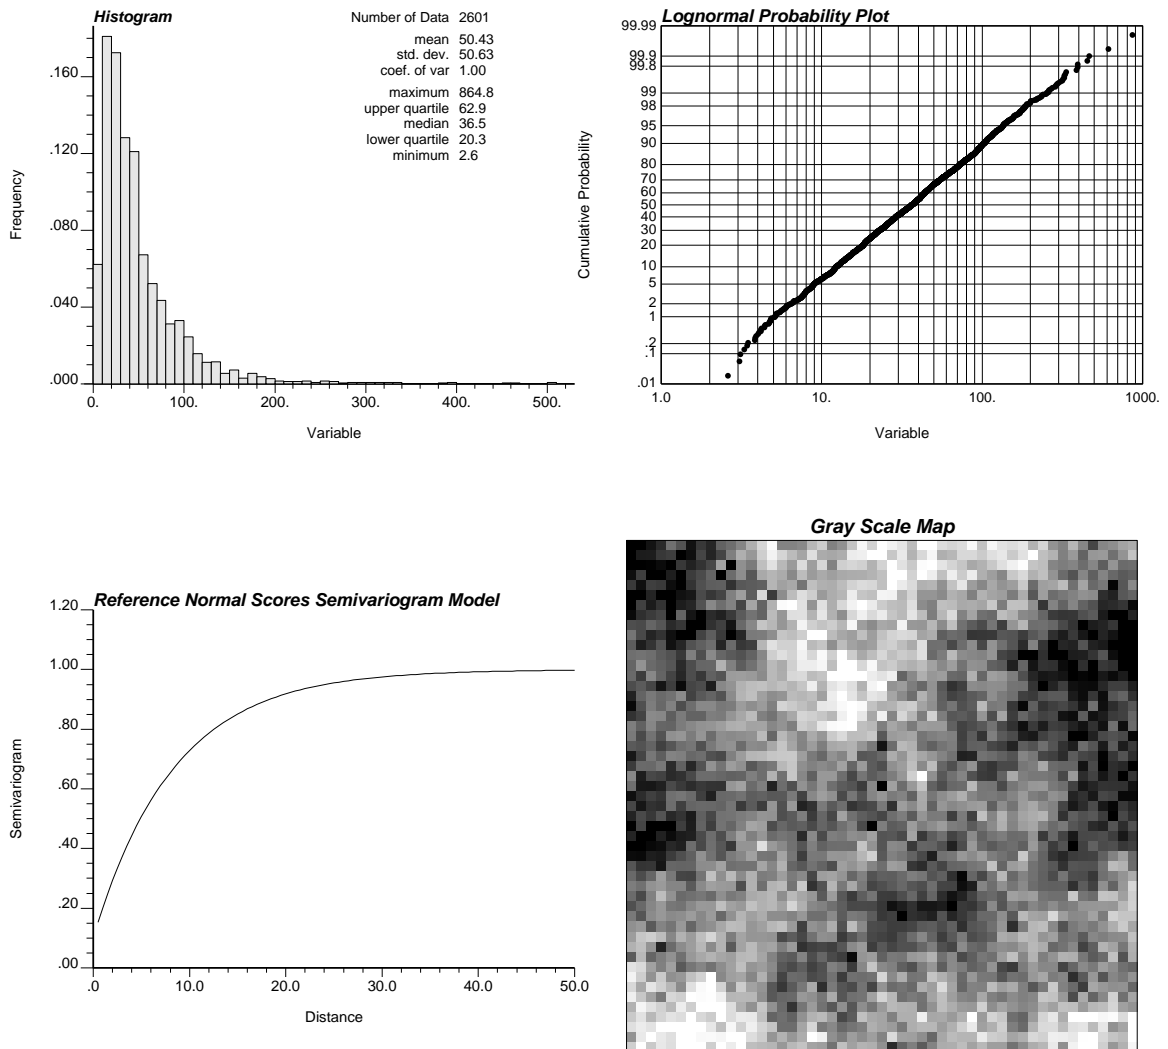 Histogram
Number of Data 2601
mean 50.43
std. dev. 50.63
coef. of var 1.00
maximum 864.8
upper quartile 62.9
median 36.5
lower quartile 20.3
minimum 2.6
Frequency
.160
.120
.080
.040
.000
0. 100. 200. 300. 400. 500.
Variable
Lognormal Probability Plot
Cumulative Probability
99.99
99.9
99.8
99
98
95
90
80
70
60
50
40
30
20
10
5
2
1
.2
.1
.01
1.0 10. 100. 1000.
Variable
Reference Normal Scores Semivariogram Model
Semivariogram
1.20
1.00
.80
.60
.40
.20
.00
.0 10.0 20.0 30.0 40.0 50.0
Distance
Gray Scale Map